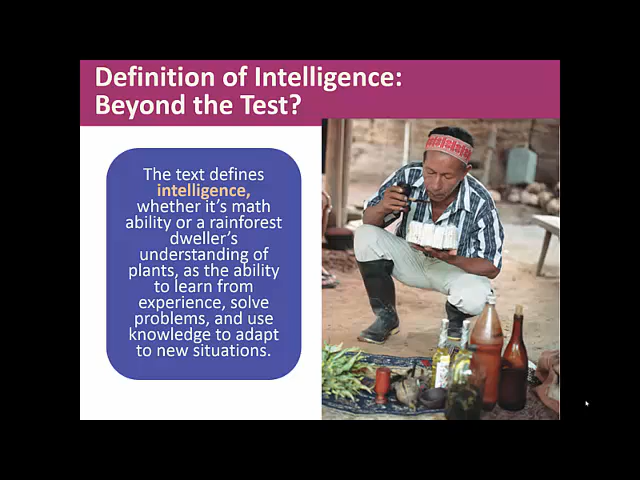 Definition of Intelligence:
Beyond the Test?
The text defines
intelligence,
whether it's math
ability or a rainforest
dweller's
understanding of
plants, as the ability
to learn from
experience, solve
problems, and use
knowledge to adapt
to new situations.